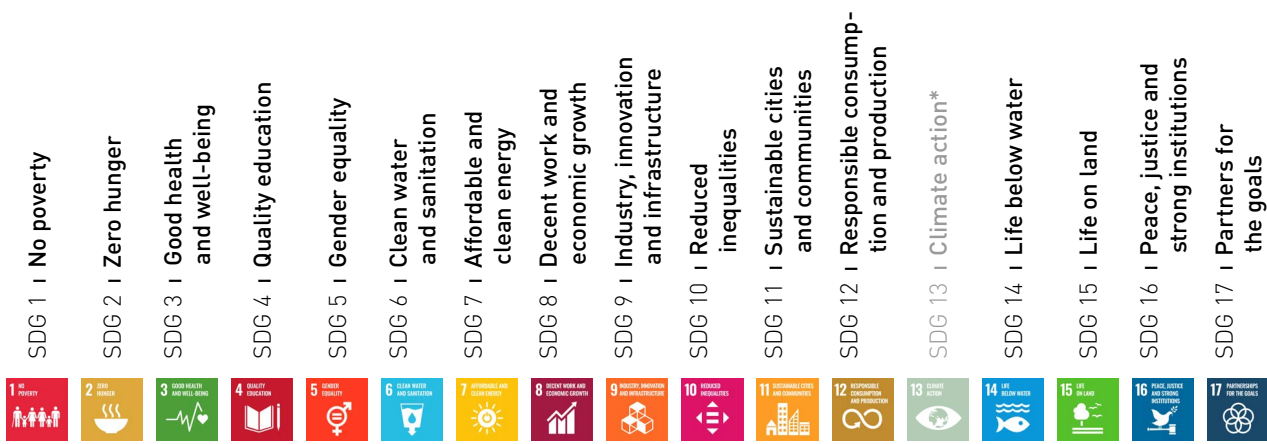 SDG 1 I No poverty
SDG 2 I Zero hunger
SDG 3 I Good health
and well-being
SDG 4 I Quality education
SDG 5 I Gender equality
SDG 6 I Clean water
and sanitation
SDG 7 I Affordable and
clean energy
SDG 8 I Decent work and
economic growth
SDG 9 I Industry, innovation
and infrastructure
SDG 10 I Reduced
inequalities
SDG 11 I Sustainable cities
and communities
SDG 12 I Responsible consump-
tion and production
SDG 13 I Climate action*
SDG 14 I Life below water
SDG 15 I Life on land
SDG 16 I Peace, justice and
strong institutions
SDG 17 I Partners for
the goals
1 NO
POVERTY
2 ZERO
HUNGER
3 GOOD HEALTH
AND WELL-BEING
4 QUALITY
EDUCATION
5 GENDER
EQUALITY
6 CLEAN WATER
AND SANITATION
7 AFFORDABLE AND
CLEAN ENERGY
8 DECENT WORK AND
ECONOMIC GROWTH
9 INDUSTRY, INNOVATION
AND INFRASTRUCTURE
10 REDUCED
INEQUALITIES
11 SUSTAINABLE CITIES
AND COMMUNITIES
12 RESPONSIBLE
CONSUMPTION
AND PRODUCTION
13 CLIMATE
ACTION
14 LIFE
BELOW WATER
15 LIFE
ON LAND
16 PEACE, JUSTICE
AND STRONG
INSTITUTIONS
17 PARTNERSHIPS
FOR THE GOALS